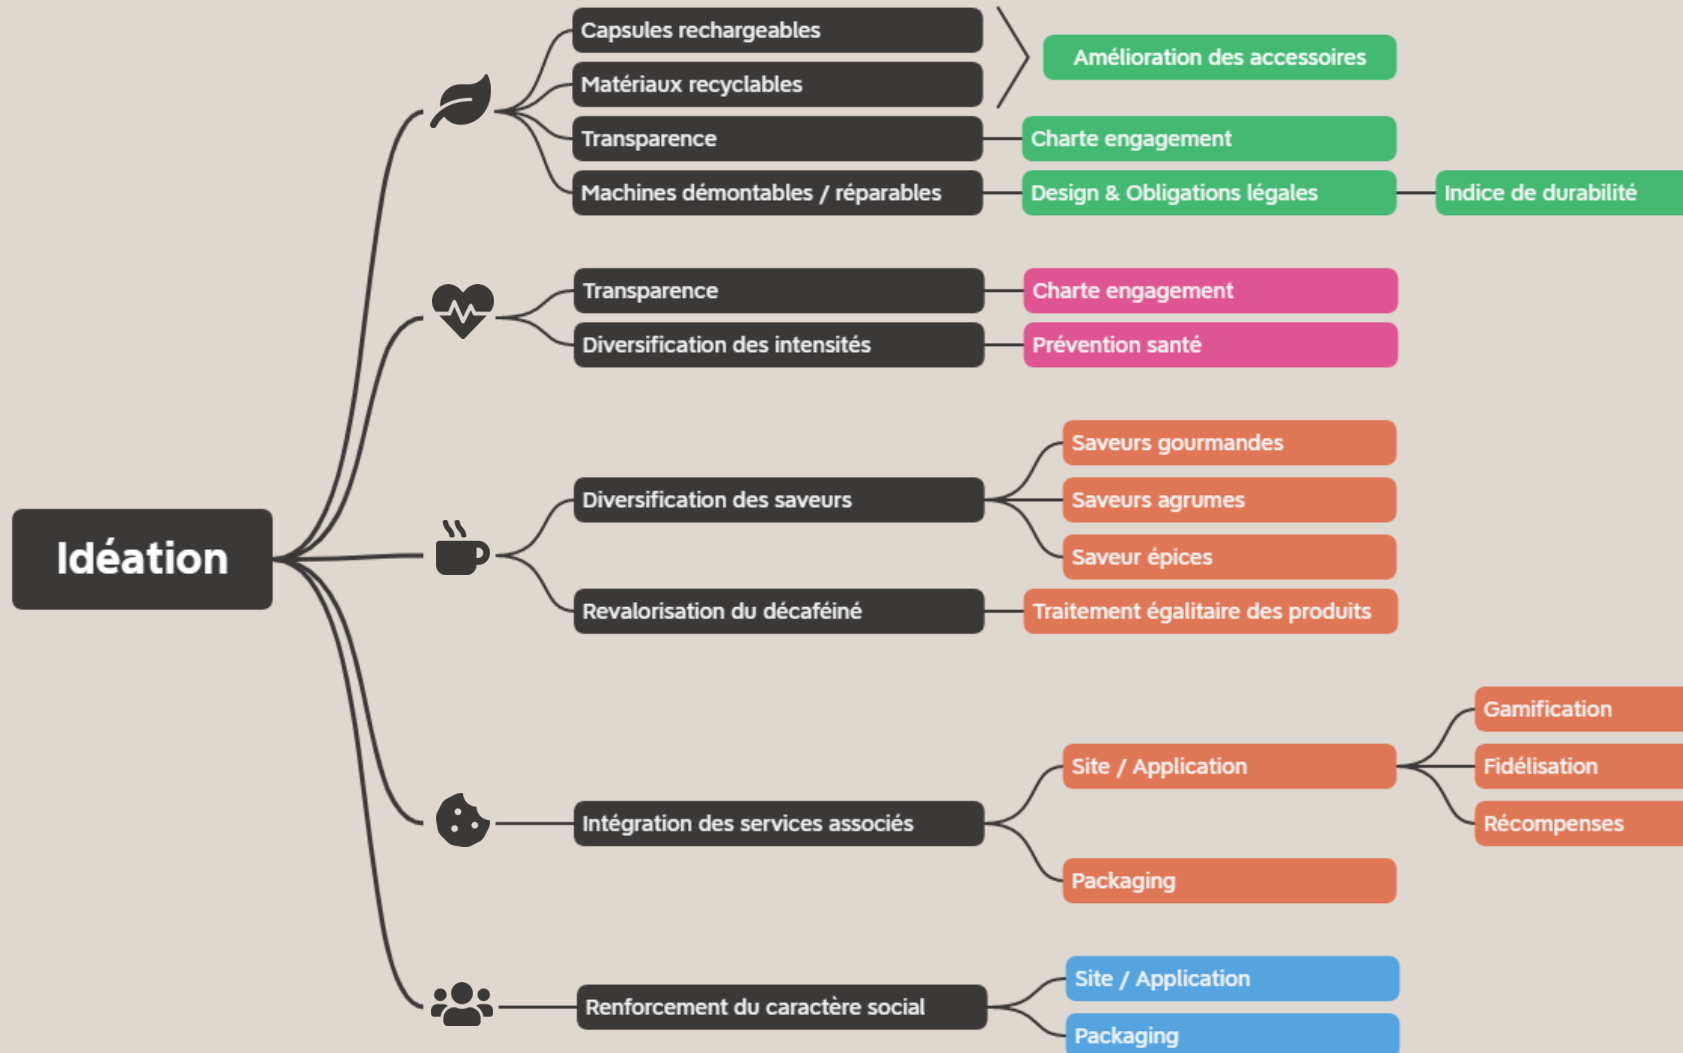 Idéation
Capsules rechargeables
Matériaux recyclables
Amélioration des accessoires
Transparence
Charte engagement
Machines démontables / réparables
Design & Obligations légales
Indice de durabilité
Transparence
Charte engagement
Diversification des intensités
Prévention santé
Diversification des saveurs
Saveurs gourmandes
Saveurs agrumes
Saveur épices
Revalorisation du décaféiné
Traitement égalitaire des produits
Intégration des services associés
Site / Application
Gamification
Fidélisation
Récompenses
Packaging
Renforcement du caractère social
Site / Application
Packaging